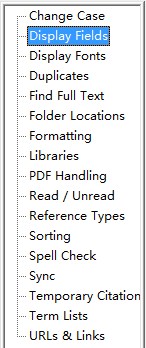 Change Case
Display Fields
Display Fonts
Duplicates
Find Full Text
Folder Locations
Formatting
Libraries
PDF Handling
Read / Unread
Reference Types
Sorting
Spell Check
Sync
Temporary Citation
Term Lists
URLs & Links